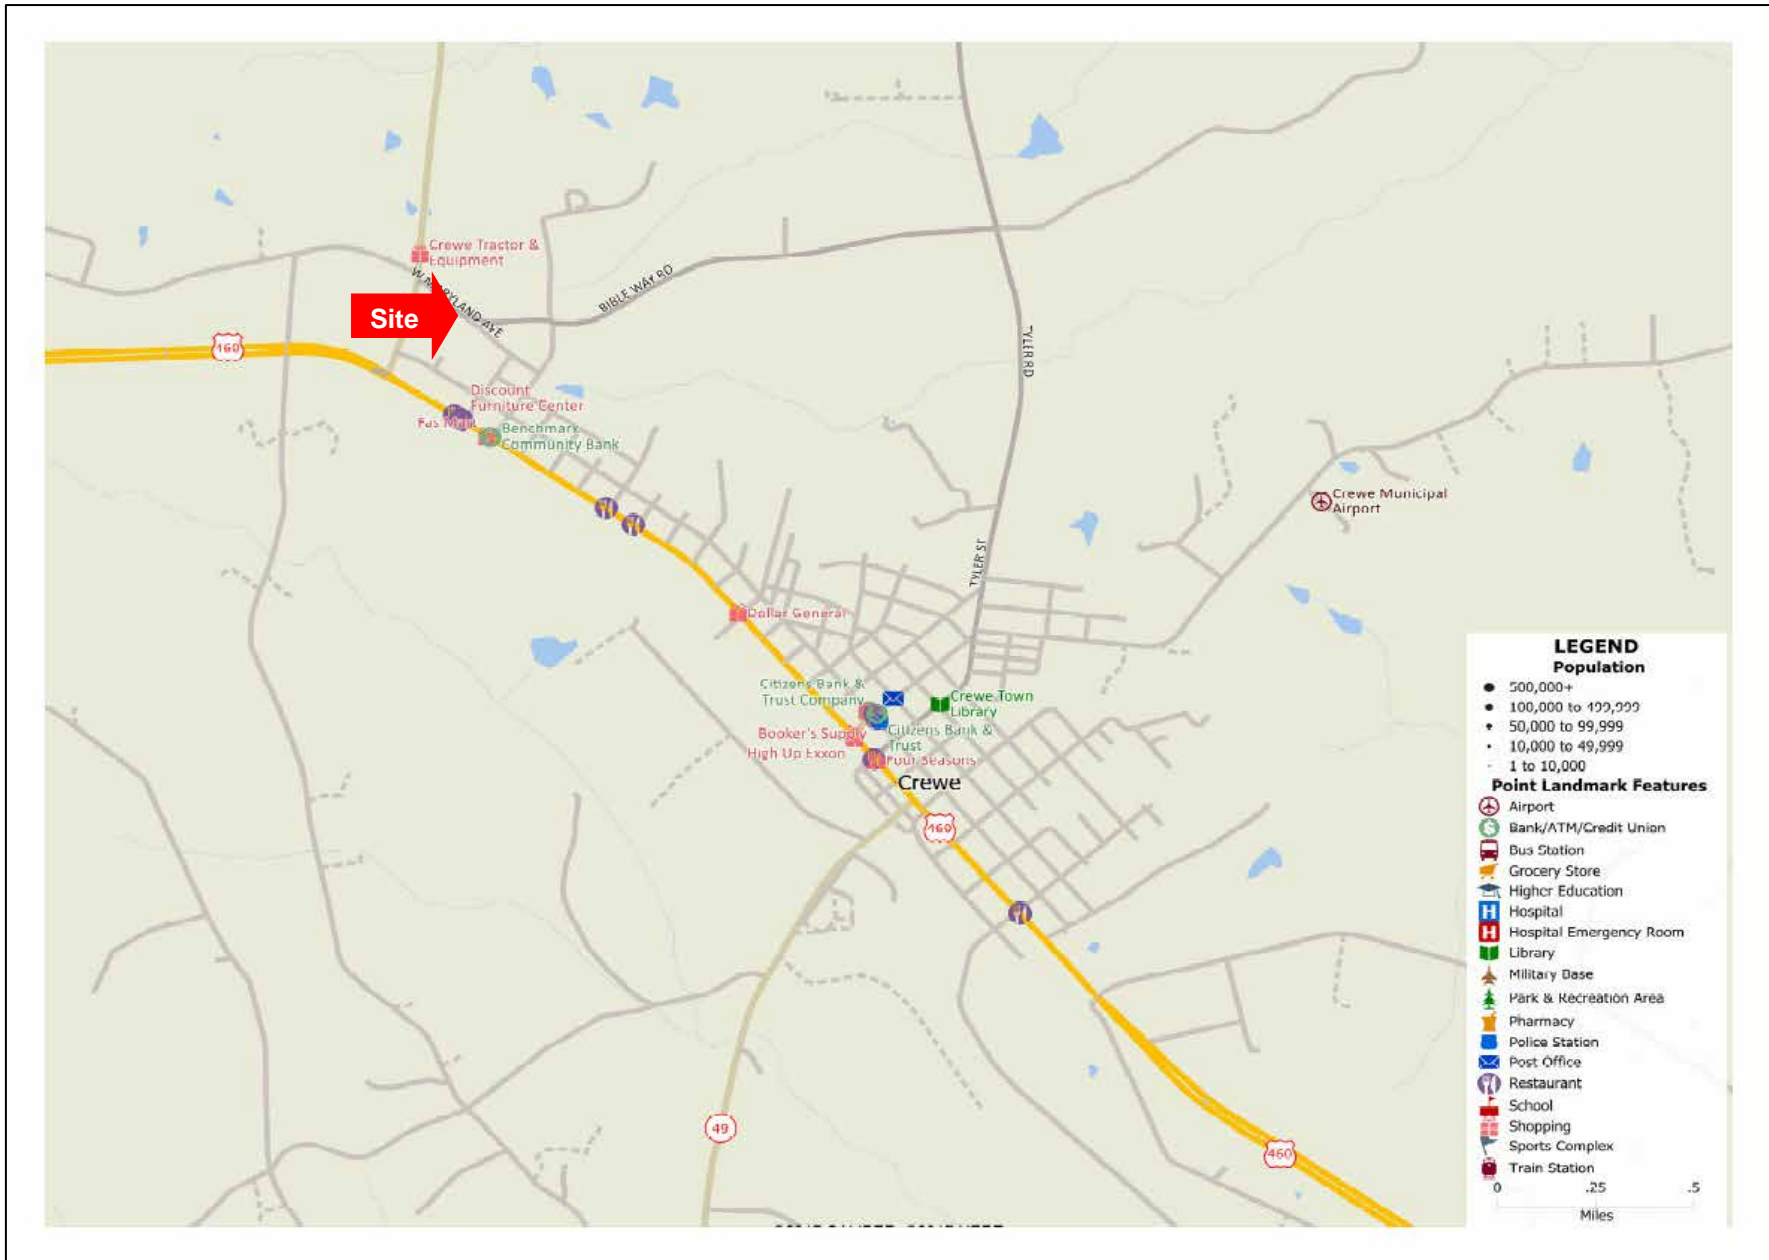 Crewe Tractor &
Equipment
W MARYLAND AVE
Site
BIBLE WAY RD
460
TYLER RD
Discount
Furniture Center
Fas Mart
Benchmark
Community Bank
Crewe Municipal
Airport
TYLER ST
Dollar General
Citizens Bank &
Trust Company
Crewe Town
Library
Booker's Supply
Citizens Bank &
Trust
High Up Exxon
Four Seasons
Crewe
460
49
460
LEGEND
Population
500,000+
100,000 to 499,999
50,000 to 99,999
10,000 to 49,999
1 to 10,000
Point Landmark Features
Airport
Bank/ATM/Credit Union
Bus Station
Grocery Store
Higher Education
Hospital
Hospital Emergency Room
Library
Military Base
Park & Recreation Area
Pharmacy
Police Station
Post Office
Restaurant
School
Shopping
Sports Complex
Train Station
0 .25 .5
Miles